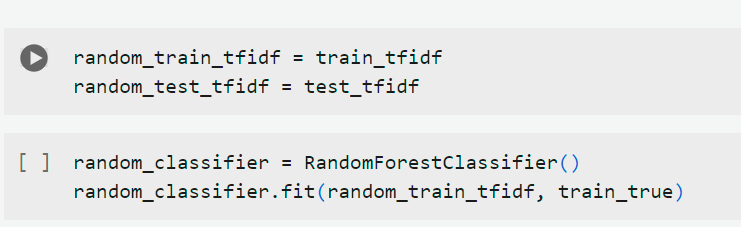 random_train_tfidf = train_tfidf
random_test_tfidf = test_tfidf
[ ] random_classifier = RandomForestClassifier()
random_classifier.fit(random_train_tfidf, train_true)